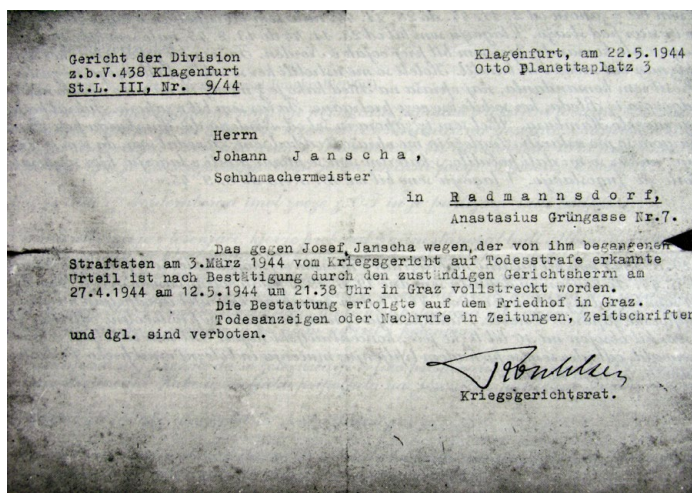 Gericht der Division
z.b.V.438 Klagenfurt
St.L. III, Nr. 9/44
Klagenfurt, am 22.5.1944
Otto Planettaplatz 3
Herrn
Johann Janscha,
Schuhmachermeister
in Radmannsdorf,
Anastasius Grüngasse Nr.7.
Das gegen Josef Janscha wegen der von ihm begangenen
Straftaten am 3.März 1944 vom Kriegsgericht auf Todesstrafe erkannte
Urteil ist nach Bestätigung durch den zuständigen Gerichtsherrn am
27.4.1944 am 12.5.1944 um 21.38 Uhr in Graz vollstreckt worden.
Die Bestattung erfolgte auf dem Friedhof in Graz.
Todesanzeigen oder Nachrufe in Zeitungen, Zeitschriften
und dgl. sind verboten.
Kriegsgerichtsrat.